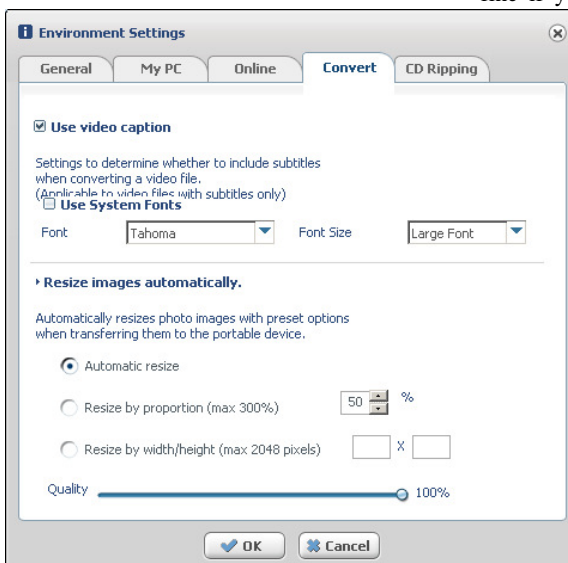 Environment Settings
General My PC Online Convert CD Ripping
Use video caption
Settings to determine whether to include subtitles
when converting a video file.
(Applicable to video files with subtitles only)
Use System Fonts
Font Tahoma Font Size Large Font
Resize images automatically.
Automatically resizes photo images with preset options
when transferring them to the portable device.
Automatic resize
Resize by proportion (max 300%) 50 %
Resize by width/height (max 2048 pixels) X
Quality 100%
OK Cancel